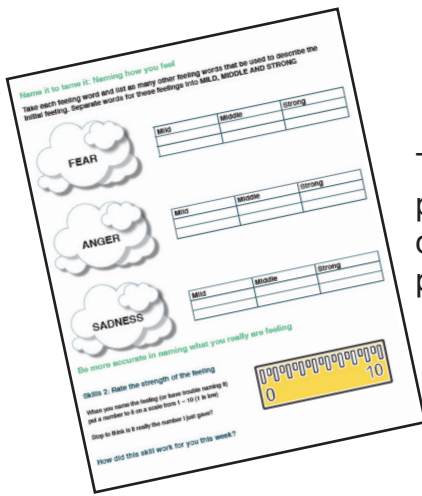 Name it to tame it: Naming how you feel
Take each feeling word and list as many other feeling words that be used to describe the
initial feeling. Separate words for these feelings into MILD, MIDDLE AND STRONG
FEAR
Mild Middle Strong
ANGER
Mild Middle Strong
SADNESS
Mild Middle Strong
Be more accurate in naming what you really are feeling
Skills 2: Rate the strength of the feeling
When you name the feeling (or have trouble naming it)
put a number to it on a scale from 1 – 10 (1 is low)
Stop to think is it really the number I just gave?
0 10
How did this skill work for you this week?